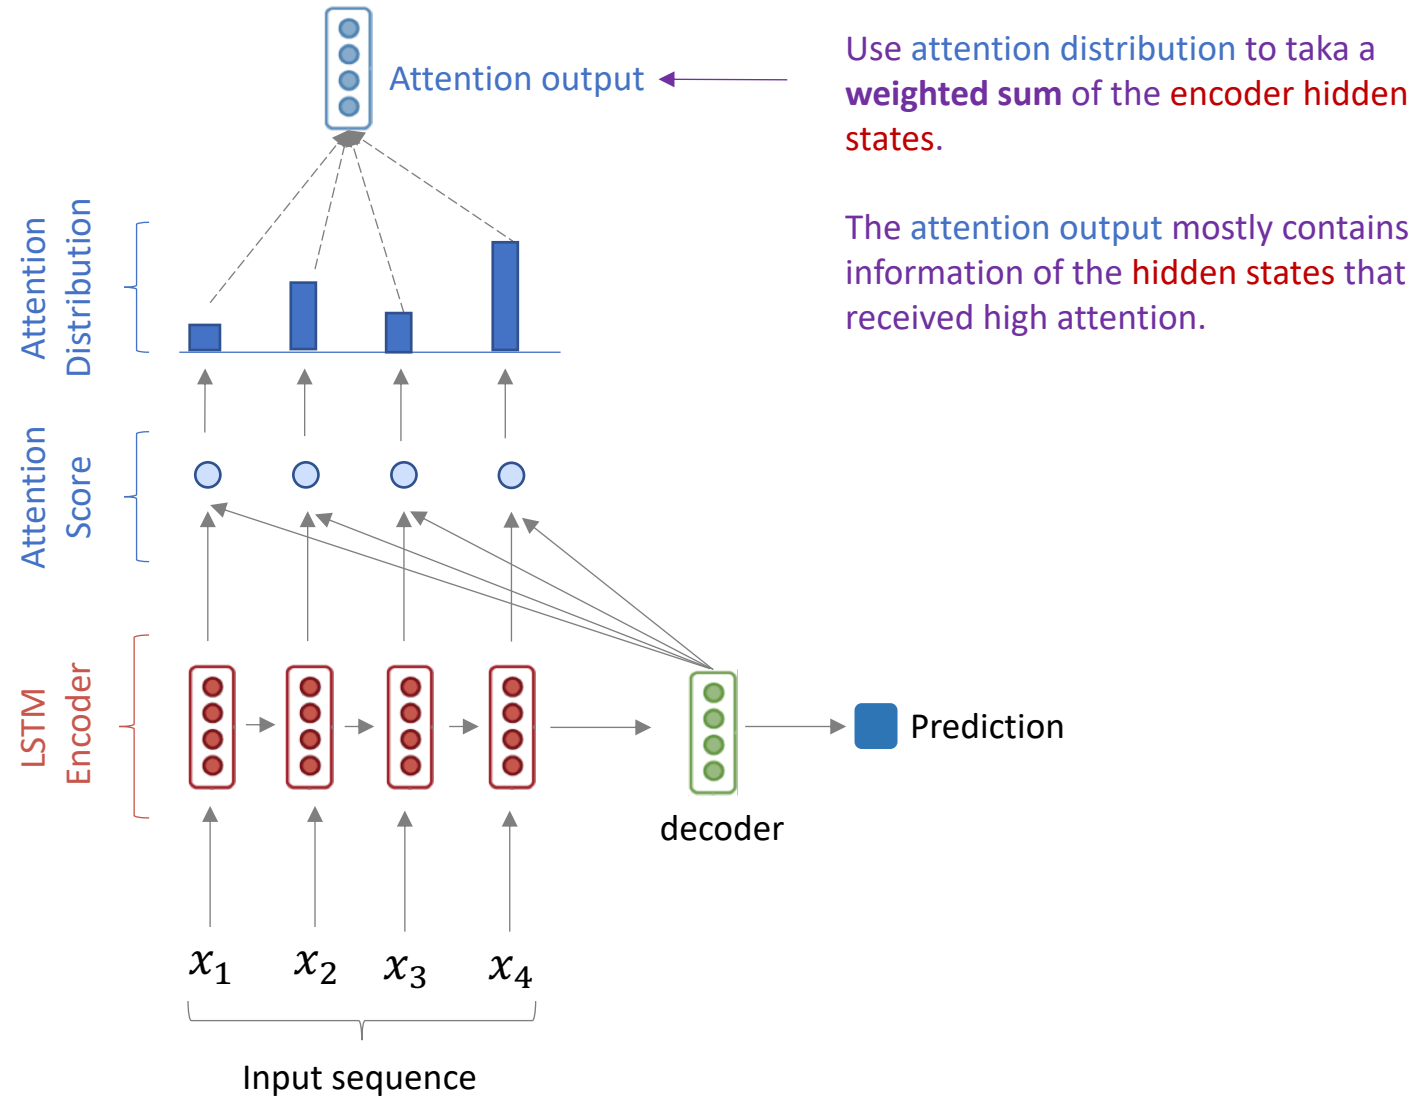 Attention output
Use attention distribution to taka a
weighted sum of the encoder hidden
states.
The attention output mostly contains
information of the hidden states that
received high attention.
Attention
Distribution
Attention
Score
LSTM
Encoder
Prediction
decoder
x₁ x₂ x₃ x₄
Input sequence